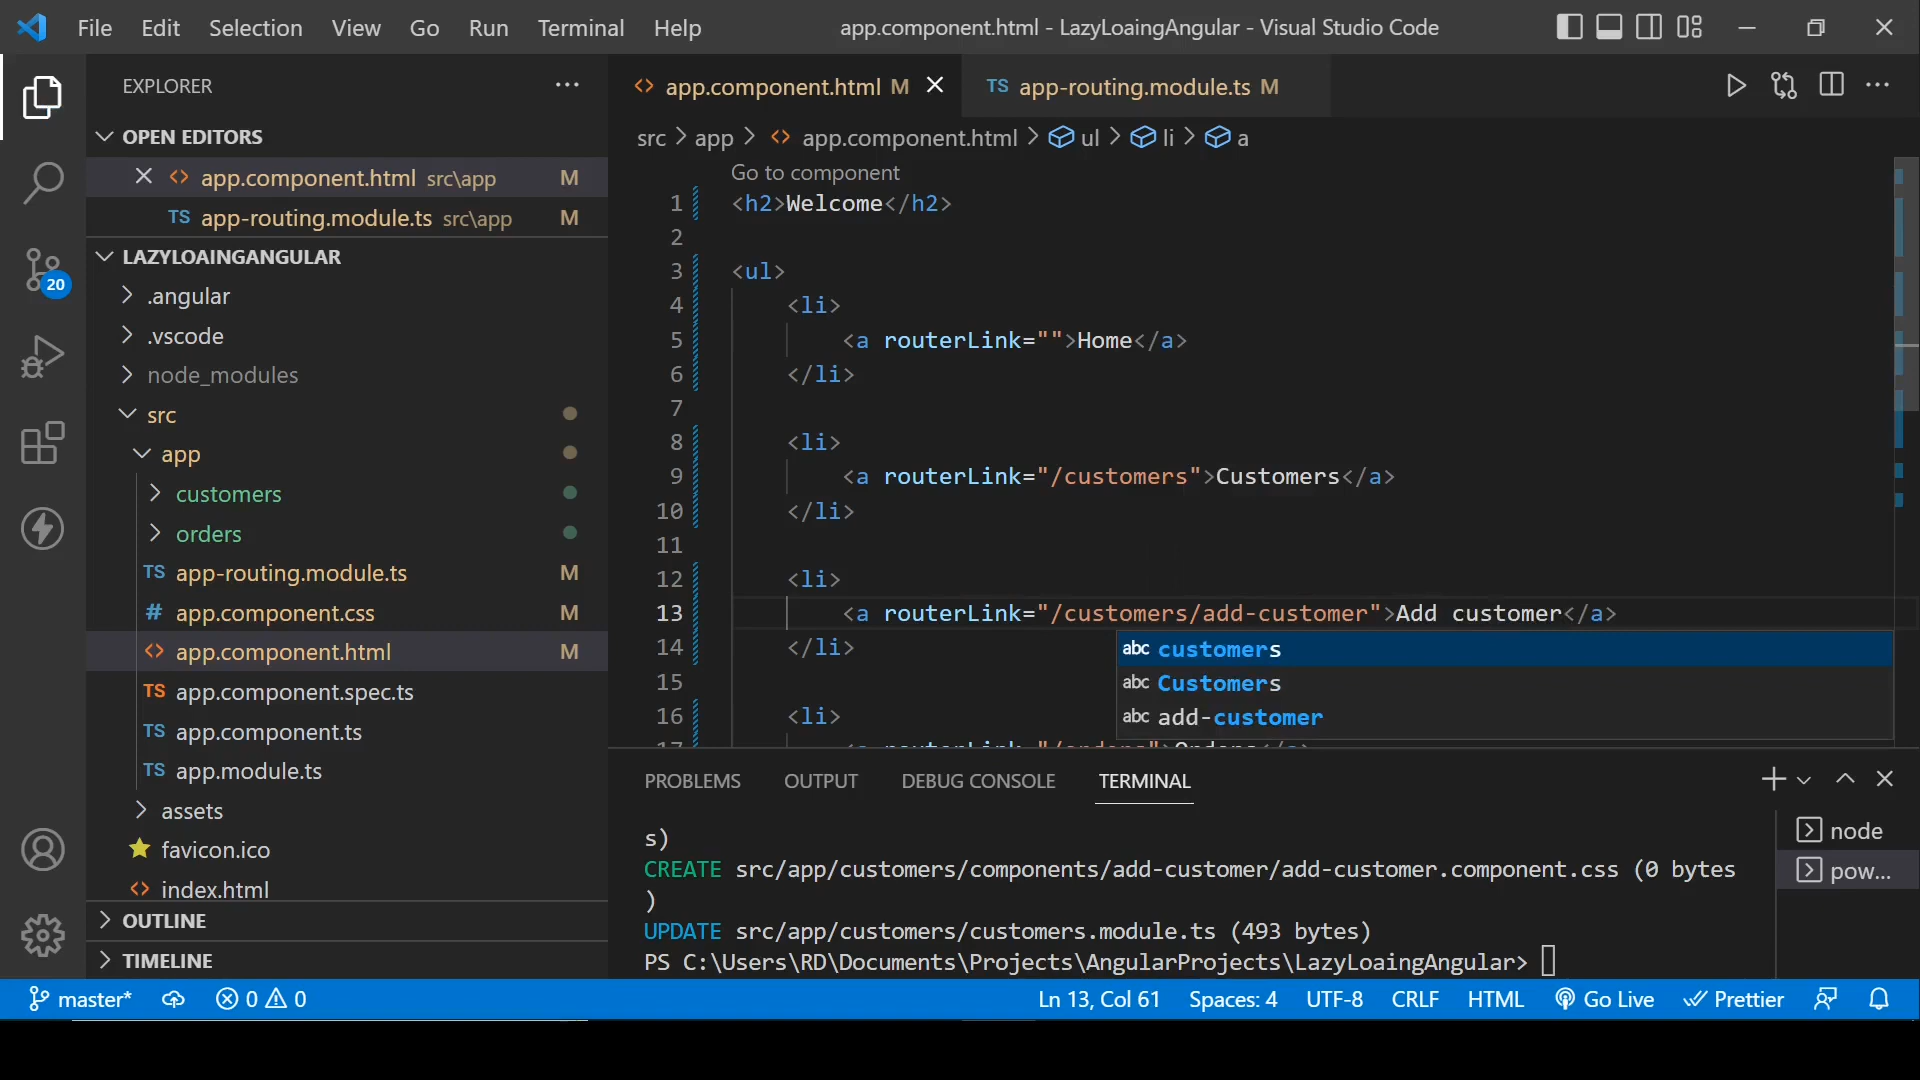 File Edit Selection View Go Run Terminal Help app.component.html - LazyLoaingAngular - Visual Studio Code
EXPLORER
OPEN EDITORS
app.component.html src\app M
TS app-routing.module.ts src\app M
LAZYLOAINGANGULAR
.angular
.vscode
node_modules
src
app
customers
orders
TS app-routing.module.ts M
# app.component.css M
app.component.html M
TS app.component.spec.ts
TS app.component.ts
TS app.module.ts
assets
favicon.ico
index.html
OUTLINE
TIMELINE
20
app.component.html M
TS app-routing.module.ts M
src > app > app.component.html > ul > li > a
Go to component
1 <h2>Welcome</h2>
2
3 <ul>
4 <li>
5 <a routerLink="">Home</a>
6 </li>
7
8 <li>
9 <a routerLink="/customers">Customers</a>
10 </li>
11
12 <li>
13 <a routerLink="/customers/add-customer">Add customer</a>
14 </li>
15
16 <li>
17 <a routerLink="/orders">Orders</a>
abc customers
abc Customers
abc add-customer
PROBLEMS OUTPUT DEBUG CONSOLE TERMINAL
s)
CREATE src/app/customers/components/add-customer/add-customer.component.css (0 bytes
)
UPDATE src/app/customers/customers.module.ts (493 bytes)
PS C:\Users\RD\Documents\Projects\AngularProjects\LazyLoaingAngular>
node
pow...
master* 0 0 Ln 13, Col 61 Spaces: 4 UTF-8 CRLF HTML Go Live Prettier